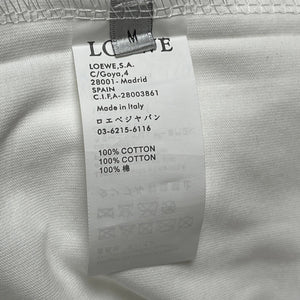 LOEWE
M
LOEWE,S.A.
C/Goya,4
28001 - Madrid
SPAIN
C.I.F.A-28003861
Made in Italy
ロエベジャパン
03-6215-6116
100% COTTON
100% COTTON
100% 棉